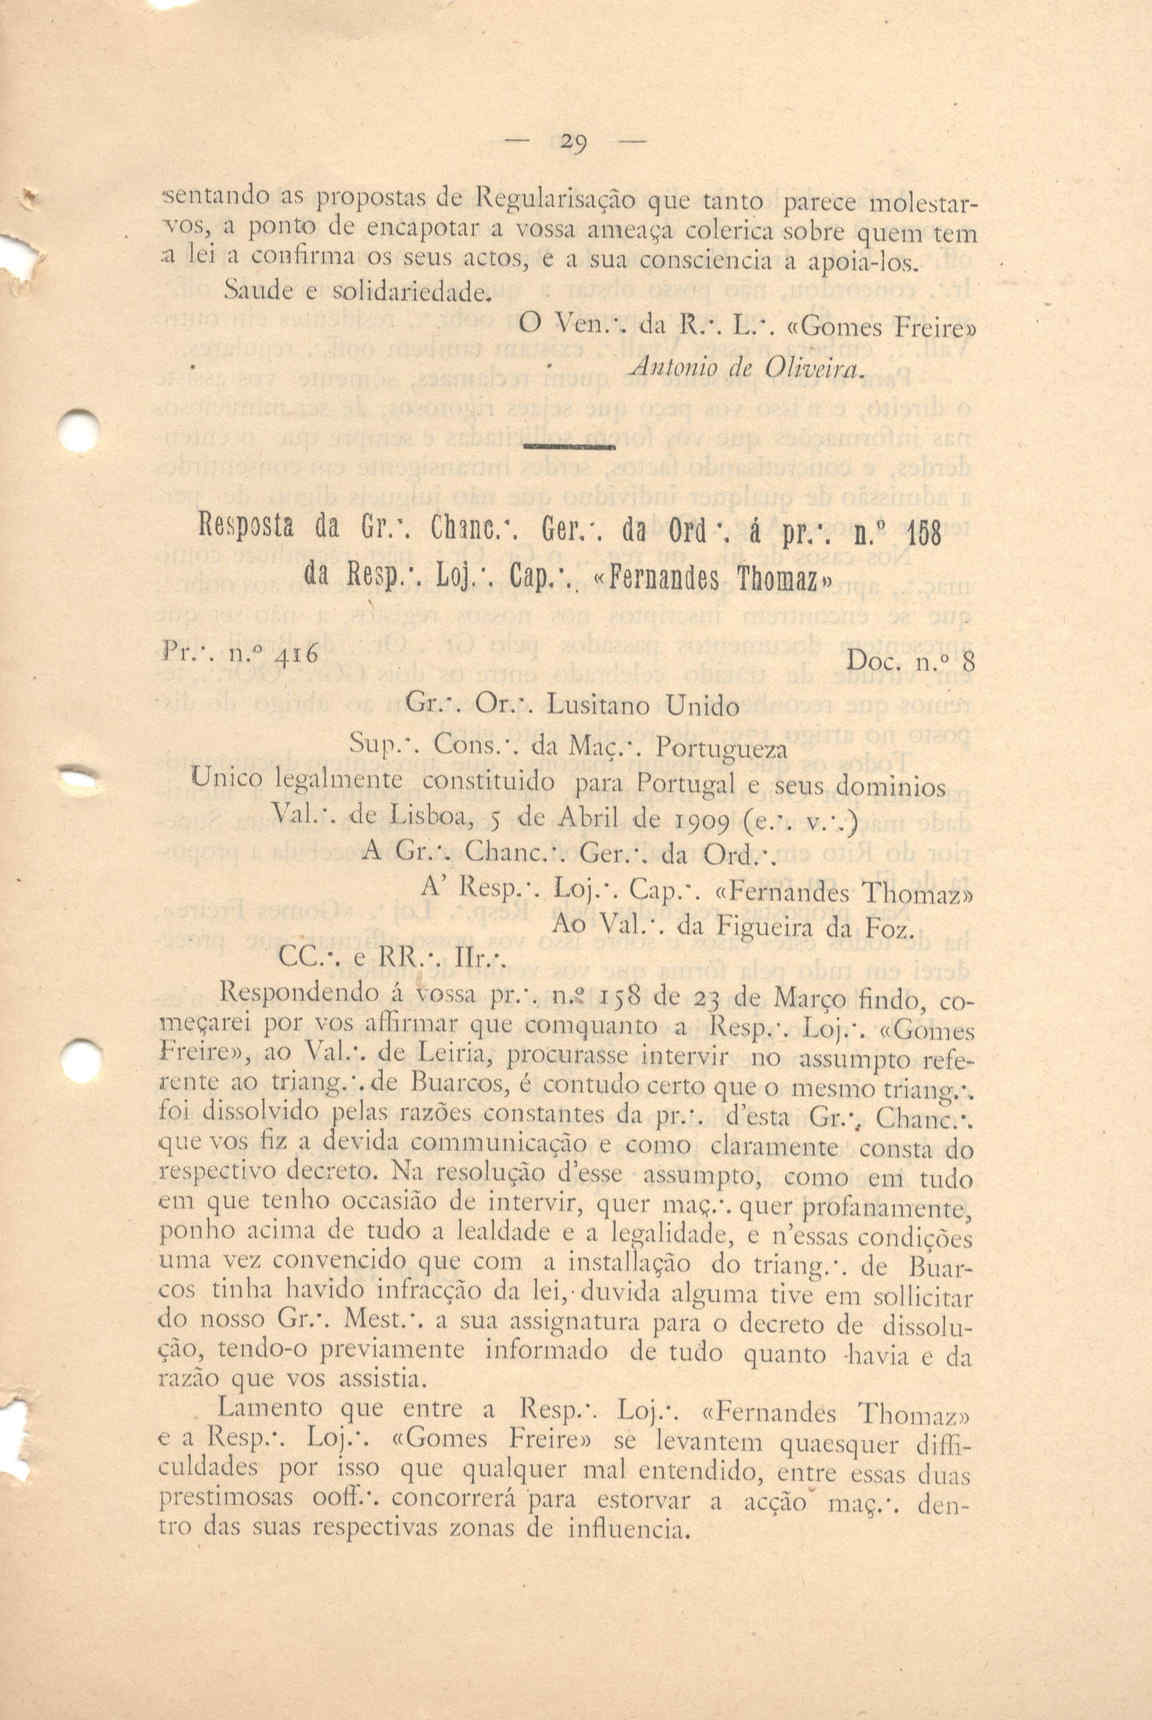 — 29 —
sentando as propostas de Regularisação que tanto parece molestar-
vos, a ponto de encapotar a vossa ameaça colerica sobre quem tem
a lei a confirma os seus actos, e a sua consciencia a apoia-los.
Saude e solidariedade.
O Ven.∴ da R.∴ L.∴ «Gomes Freire»
Antonio de Oliveira.
Resposta da Gr.∴ Chanc.∴ Ger.∴ da Ord∴ á pr.∴ n.º 158
da Resp.∴ Loj.∴ Cap.∴ «Fernandes Thomaz»
Pr.∴ n.º 416
Doc. n.º 8
Gr.∴ Or.∴ Lusitano Unido
Sup.∴ Cons.∴ da Maç.∴ Portugueza
Unico legalmente constituido para Portugal e seus dominios
Val.∴ de Lisboa, 5 de Abril de 1909 (e.∴ v.∴)
A Gr.∴ Chanc.∴ Ger.∴ da Ord.∴
A' Resp.∴ Loj.∴ Cap.∴ «Fernandes Thomaz»
Ao Val.∴ da Figueira da Foz.
CC.∴ e RR.∴ IIr.∴
Respondendo á vossa pr.∴ n.º 158 de 23 de Março findo, co-
meçarei por vos affirmar que comquanto a Resp.∴ Loj.∴ «Gomes
Freire», ao Val.∴ de Leiria, procurasse intervir no assumpto refe-
rente ao triang.∴ de Buarcos, é contudo certo que o mesmo triang.∴
foi dissolvido pelas razões constantes da pr.∴ d'esta Gr.∴ Chanc.∴
que vos fiz a devida communicação e como claramente consta do
respectivo decreto. Na resolução d'esse assumpto, como em tudo
em que tenho occasião de intervir, quer maç.∴ quer profanamente,
ponho acima de tudo a lealdade e a legalidade, e n'essas condições
uma vez convencido que com a installação do triang.∴ de Buar-
cos tinha havido infracção da lei, duvida alguma tive em sollicitar
do nosso Gr.∴ Mest.∴ a sua assignatura para o decreto de dissolu-
ção, tendo-o previamente informado de tudo quanto havia e da
razão que vos assistia.
Lamento que entre a Resp.∴ Loj.∴ «Fernandes Thomaz»
e a Resp.∴ Loj.∴ «Gomes Freire» se levantem quaesquer diffi-
culdades por isso que qualquer mal entendido, entre essas duas
prestimosas ooff.∴ concorrerá para estorvar a acção maç.∴ den-
tro das suas respectivas zonas de influencia.